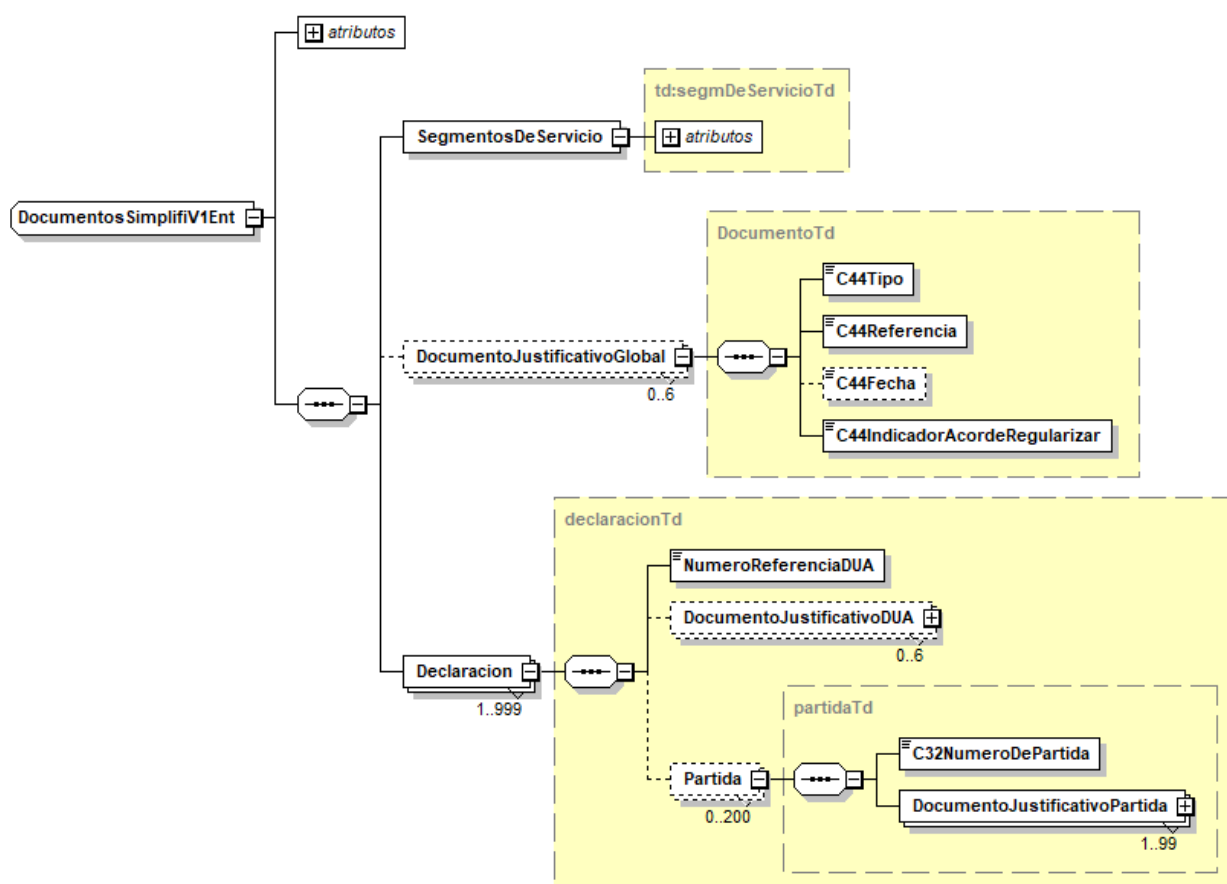 atributos
td:segmDeServicioTd
SegmentosDeServicio
atributos
DocumentosSimplifiV1Ent
DocumentoTd
C44Tipo
C44Referencia
DocumentoJustificativoGlobal
0..6
C44Fecha
C44IndicadorAcordeRegularizar
declaracionTd
NumeroReferenciaDUA
DocumentoJustificativoDUA
0..6
Declaracion
1..999
partidaTd
C32NumeroDePartida
Partida
0..200
DocumentoJustificativoPartida
1..99